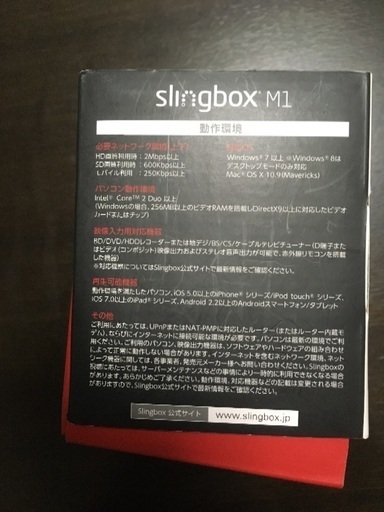 slingbox® M1
動作環境
必要ネットワーク環境(上下)
HD画質利用時：2Mbps以上
SD画質利用時：600Kbps以上
モバイル利用：250Kbps以上
対応OS
Windows® 7 以上 ※Windows® 8は
デスクトップモードのみ対応
Mac® OS X 10.9(Mavericks)
パソコン動作環境
Intel® Core™ 2 Duo 以上
(Windowsの場合、256MB以上のビデオRAMを搭載しDirectX9以上に対応したビデオ
カードまたはチップ)
映像入力用対応機器
BD/DVD/HDDレコーダーまたは地デジ/BS/CS/ケーブルテレビチューナー(D端子また
はビデオ(コンポジット)映像出力およびステレオ音声出力が可能で、赤外線リモコンを搭載
した機器)
※対応機種についてはSlingbox公式サイトで最新情報をご確認ください。
再生可能機器
動作環境を満たしたパソコン、iOS 5.0以上のiPhone® シリーズ/iPod touch® シリーズ、
iOS 7.0以上のiPad® シリーズ、Android 2.2以上のAndroidスマートフォン/タブレット
その他
ご利用にあたっては、UPnPまたはNAT-PMPに対応したルーター(またはルーター内蔵モ
デム)、ならびにインターネットに接続可能な環境が必要です。パソコンは最新の環境でご利
用ください。ご利用のパソコン、映像出力機器は、ソフトウェアやハードウェアの組み合わせ
によって正常に動作しない場合があります。インターネットを含むネットワーク環境、ネット
ワーク機器に関しては、各事業者、発売元メーカー様へお問い合わせください。Slingboxの
視聴にあたっては、サーバーメンテナンスなどの事情により一時的に利用できなくなる場合
があります。あらかじめご了承ください。動作環境、対応機器などの記載は変更される場合が
ありますので、Slingbox公式サイトで最新情報をご確認ください。
Slingbox 公式サイト
www.slingbox.jp